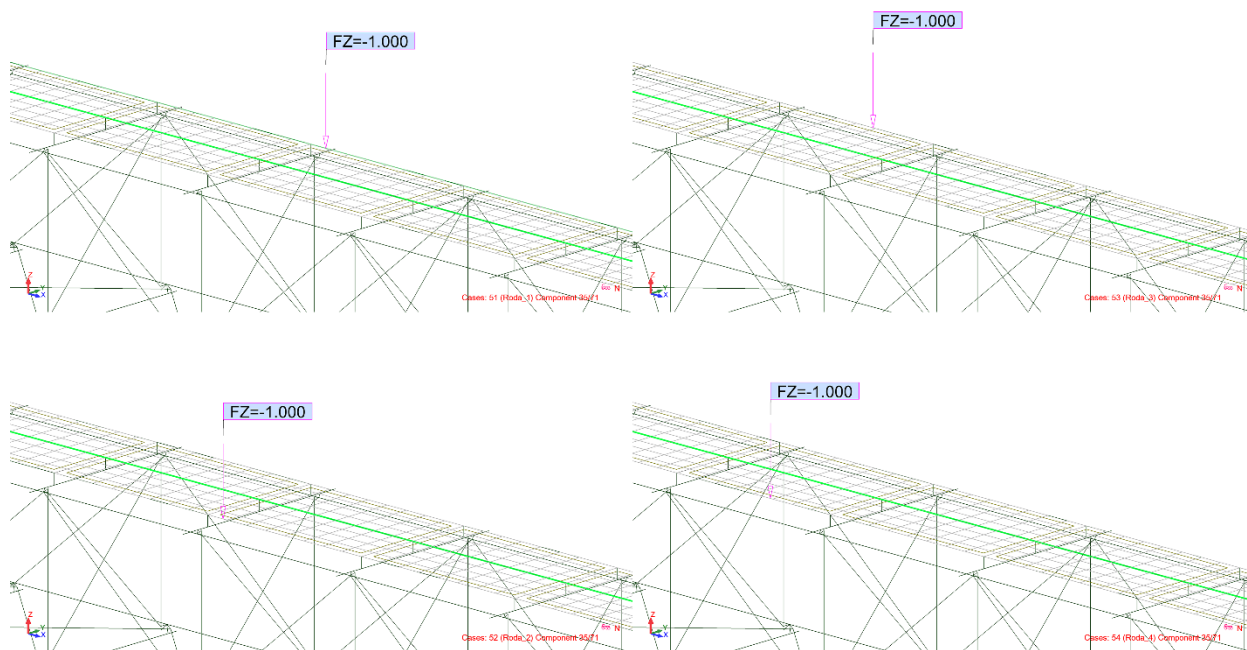 FZ=-1.000
Z
Y
X
N
Cases: 51 (Roda_1) Component 35/71
FZ=-1.000
Z
Y
X
N
Cases: 53 (Roda_3) Component 35/71
FZ=-1.000
Z
Y
X
N
Cases: 52 (Roda_2) Component 35/71
FZ=-1.000
Z
Y
X
N
Cases: 54 (Roda_4) Component 35/71